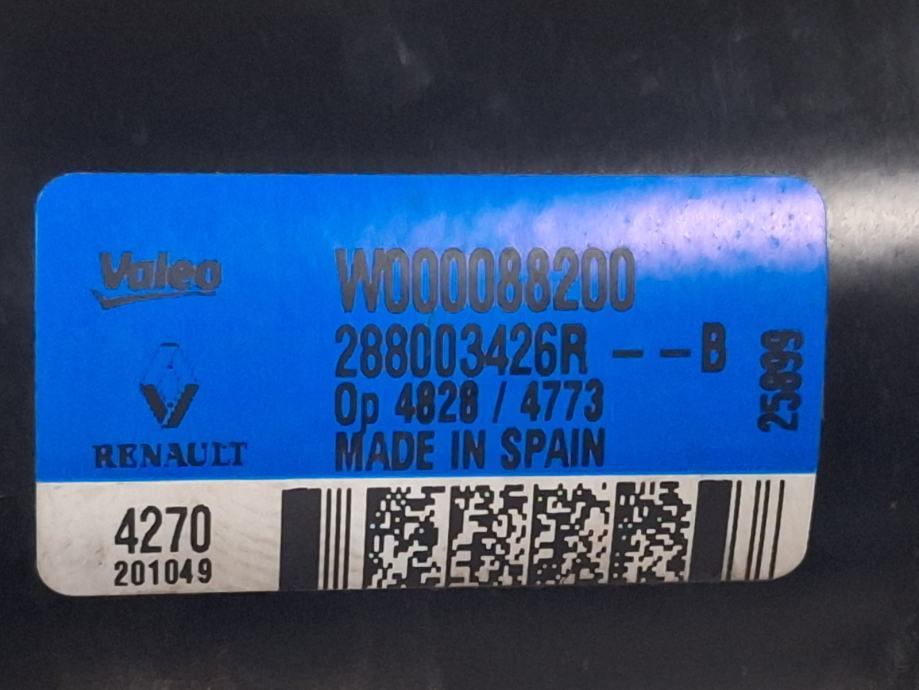 Valeo
W000088200
288003426R – –B
Op 4828 / 4773
MADE IN SPAIN
25899
RENAULT
4270
201049